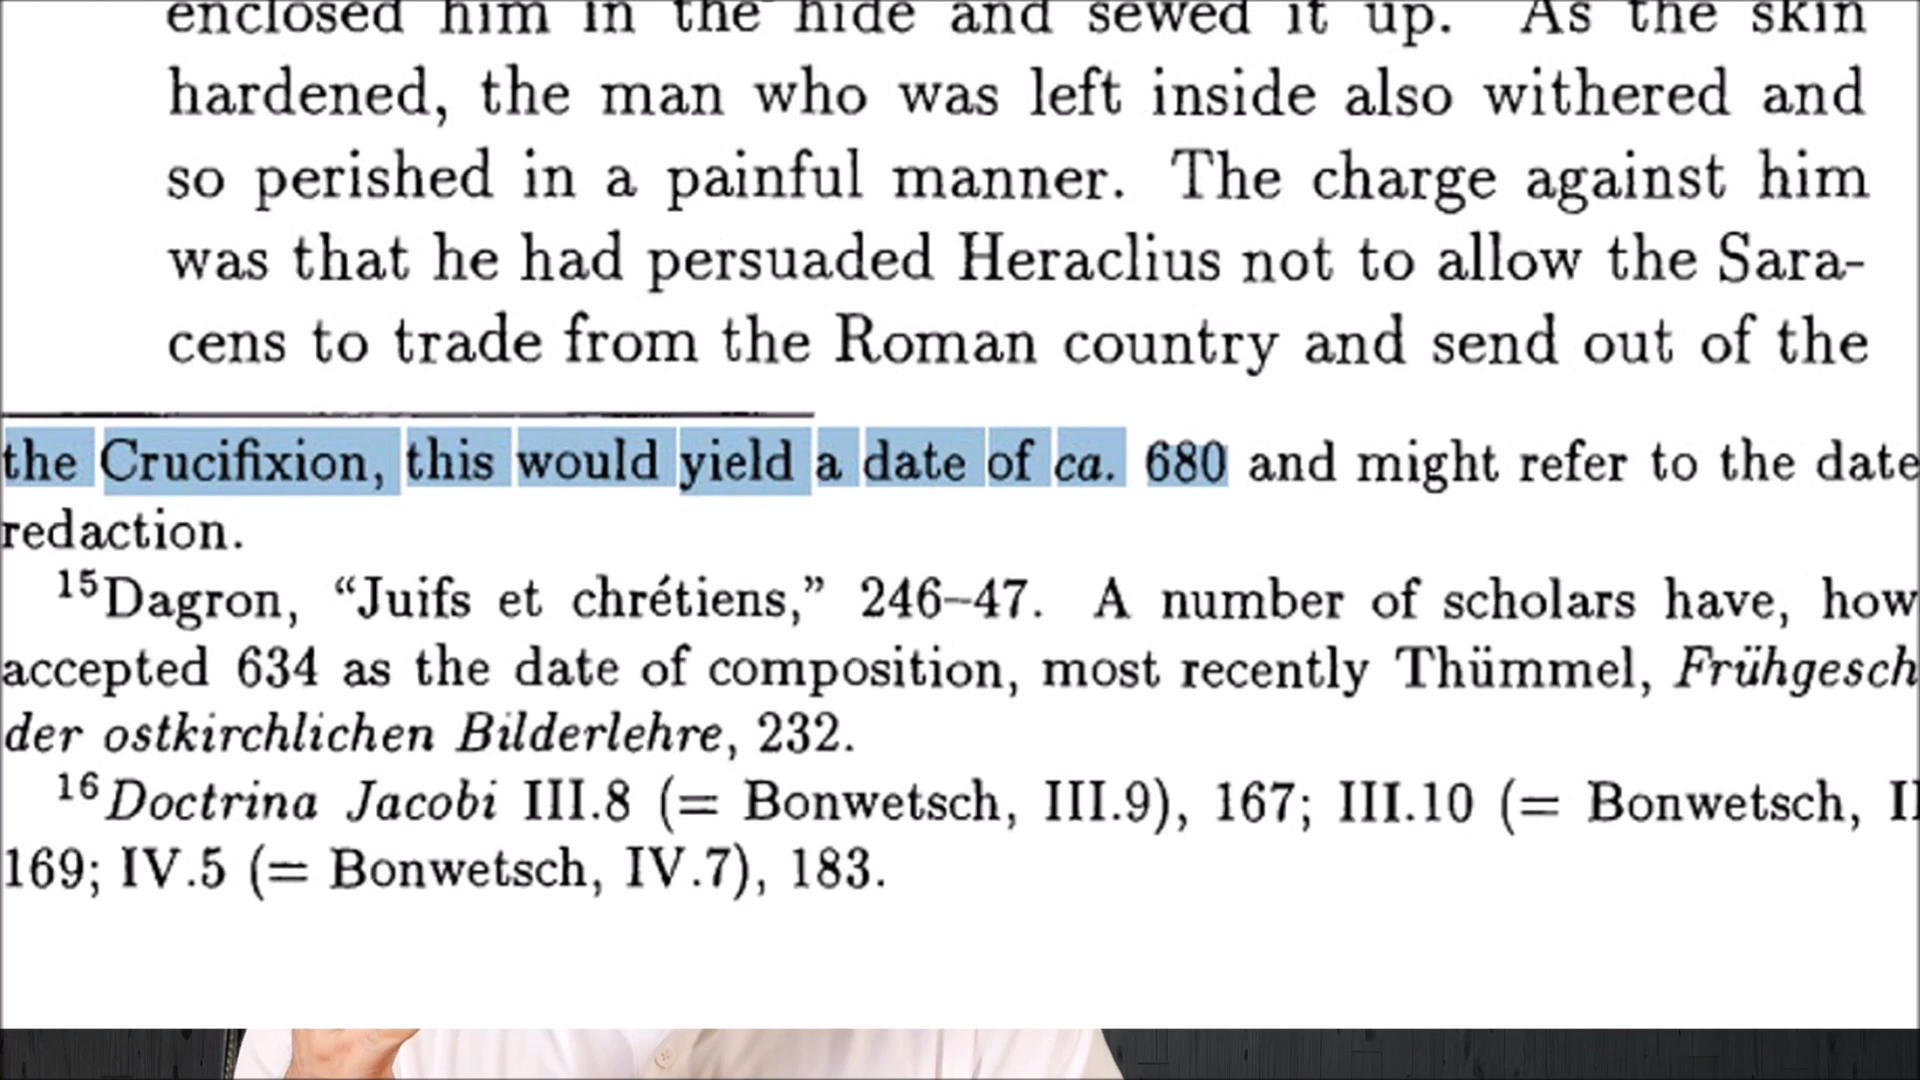 enclosed him in the hide and sewed it up. As the skin
hardened, the man who was left inside also withered and
so perished in a painful manner. The charge against him
was that he had persuaded Heraclius not to allow the Sara-
cens to trade from the Roman country and send out of the
the Crucifixion, this would yield a date of ca. 680 and might refer to the date
redaction.
15 Dagron, “Juifs et chrétiens,” 246–47. A number of scholars have, how
accepted 634 as the date of composition, most recently Thümmel, Frühgesch
der ostkirchlichen Bilderlehre, 232.
16 Doctrina Jacobi III.8 (= Bonwetsch, III.9), 167; III.10 (= Bonwetsch,
169; IV.5 (= Bonwetsch, IV.7), 183.